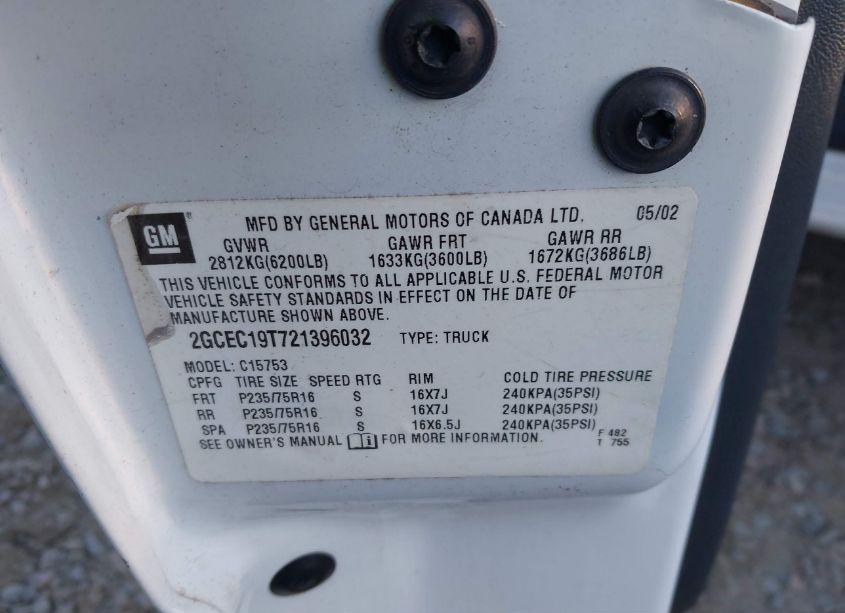 GM ® MFD BY GENERAL MOTORS OF CANADA LTD. 05/02
GVWR GAWR FRT GAWR RR
2812KG(6200LB) 1633KG(3600LB) 1672KG(3686LB)
THIS VEHICLE CONFORMS TO ALL APPLICABLE U.S. FEDERAL MOTOR
VEHICLE SAFETY STANDARDS IN EFFECT ON THE DATE OF
MANUFACTURE SHOWN ABOVE.
2GCEC19T721396032 TYPE: TRUCK
MODEL: C15753
CPFG TIRE SIZE SPEED RTG RIM COLD TIRE PRESSURE
FRT P235/75R16 S 16X7J 240KPA(35PSI)
RR P235/75R16 S 16X7J 240KPA(35PSI)
SPA P235/75R16 S 16X6.5J 240KPA(35PSI)
SEE OWNER'S MANUAL FOR MORE INFORMATION. F 482
T 755